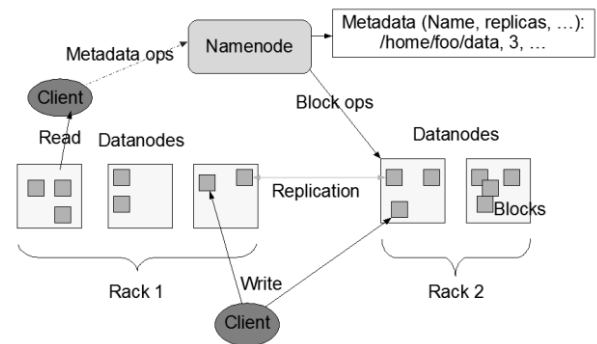 Metadata (Name, replicas, …):
/home/foo/data, 3, …
Namenode
Metadata ops
Client
Block ops
Read
Datanodes
Datanodes
Replication
Blocks
Rack 1
Write
Rack 2
Client